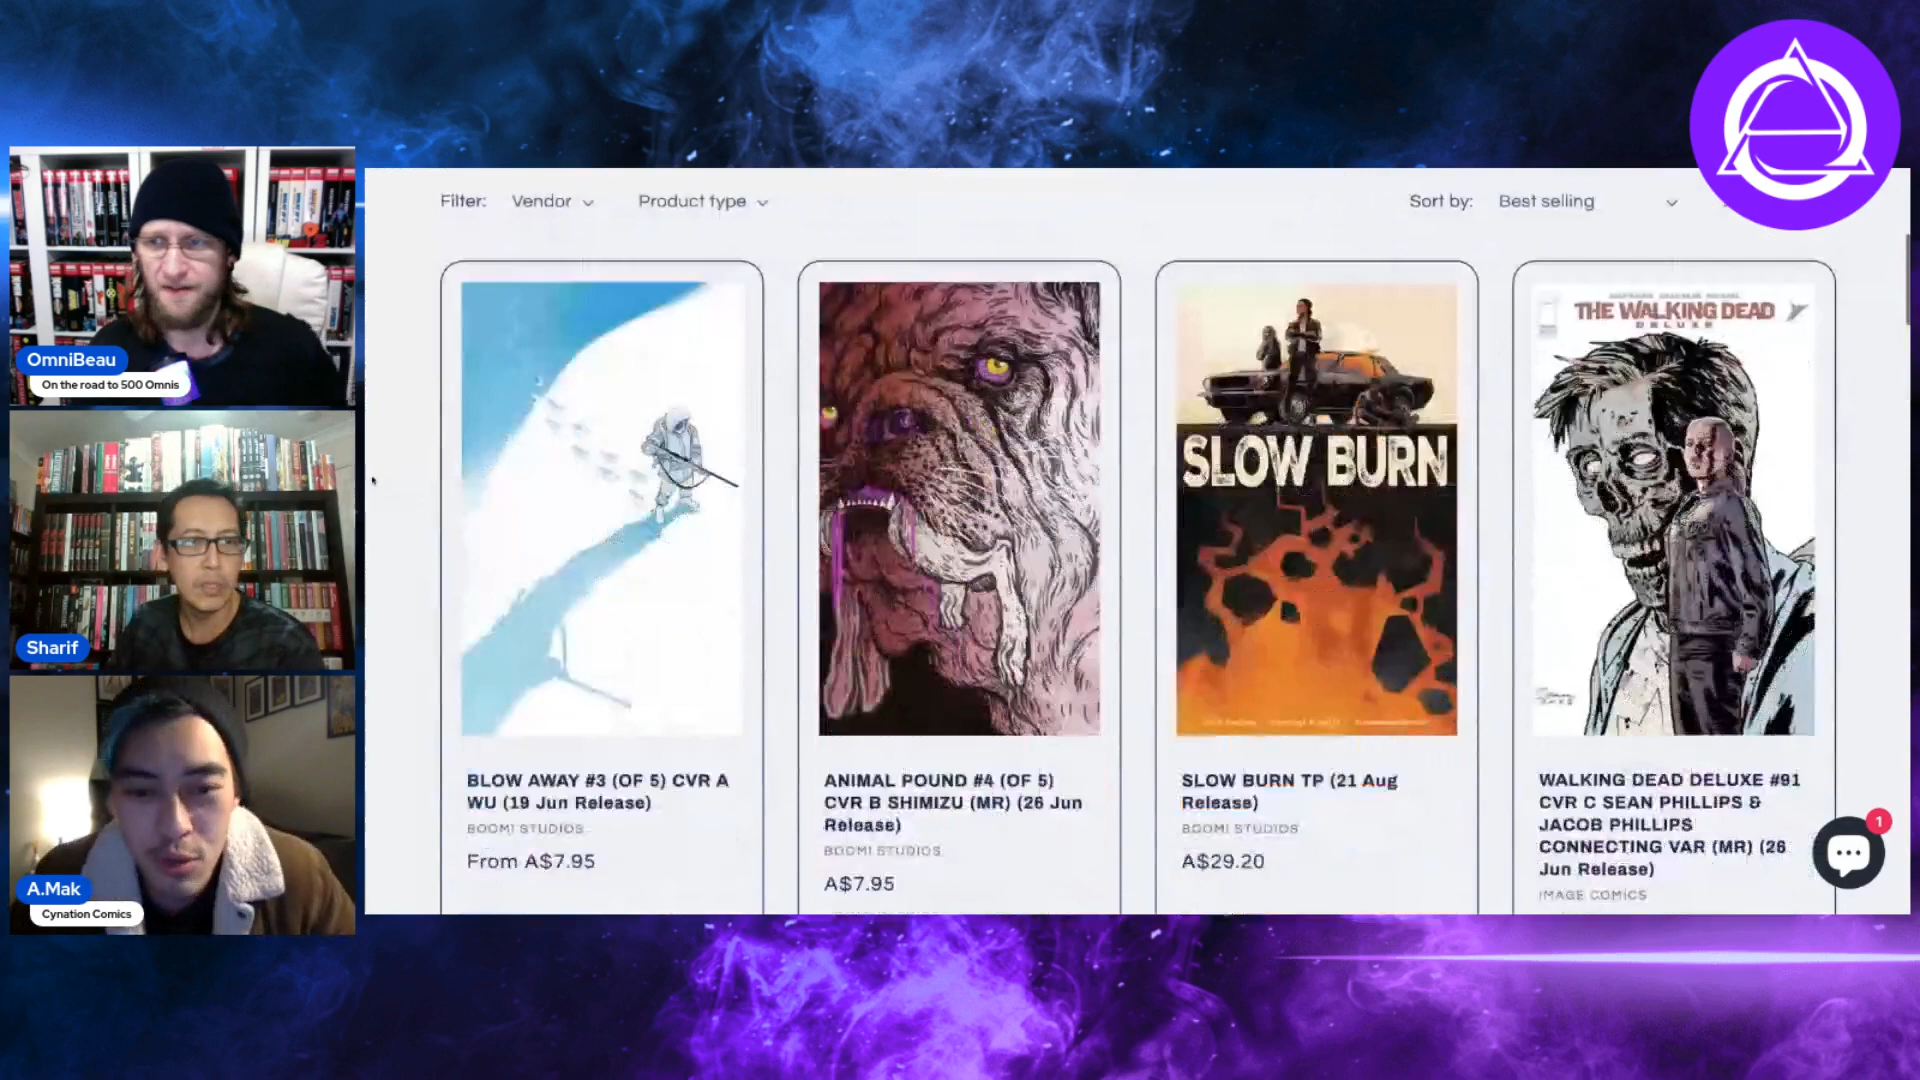 Filter:
Vendor
Product type
Sort by:
Best selling
OmniBeau
On the road to 500 Omnis
Sharif
A.Mak
Cynation Comics
SLOW BURN
THE WALKING DEAD
DELUXE
BLOW AWAY #3 (OF 5) CVR A
WU (19 Jun Release)
BOOM! STUDIOS
From A$7.95
ANIMAL POUND #4 (OF 5)
CVR B SHIMIZU (MR) (26 Jun
Release)
BOOM! STUDIOS
A$7.95
SLOW BURN TP (21 Aug
Release)
BOOM! STUDIOS
A$29.20
WALKING DEAD DELUXE #91
CVR C SEAN PHILLIPS &
JACOB PHILLIPS
CONNECTING VAR (MR) (26
Jun Release)
IMAGE COMICS
1